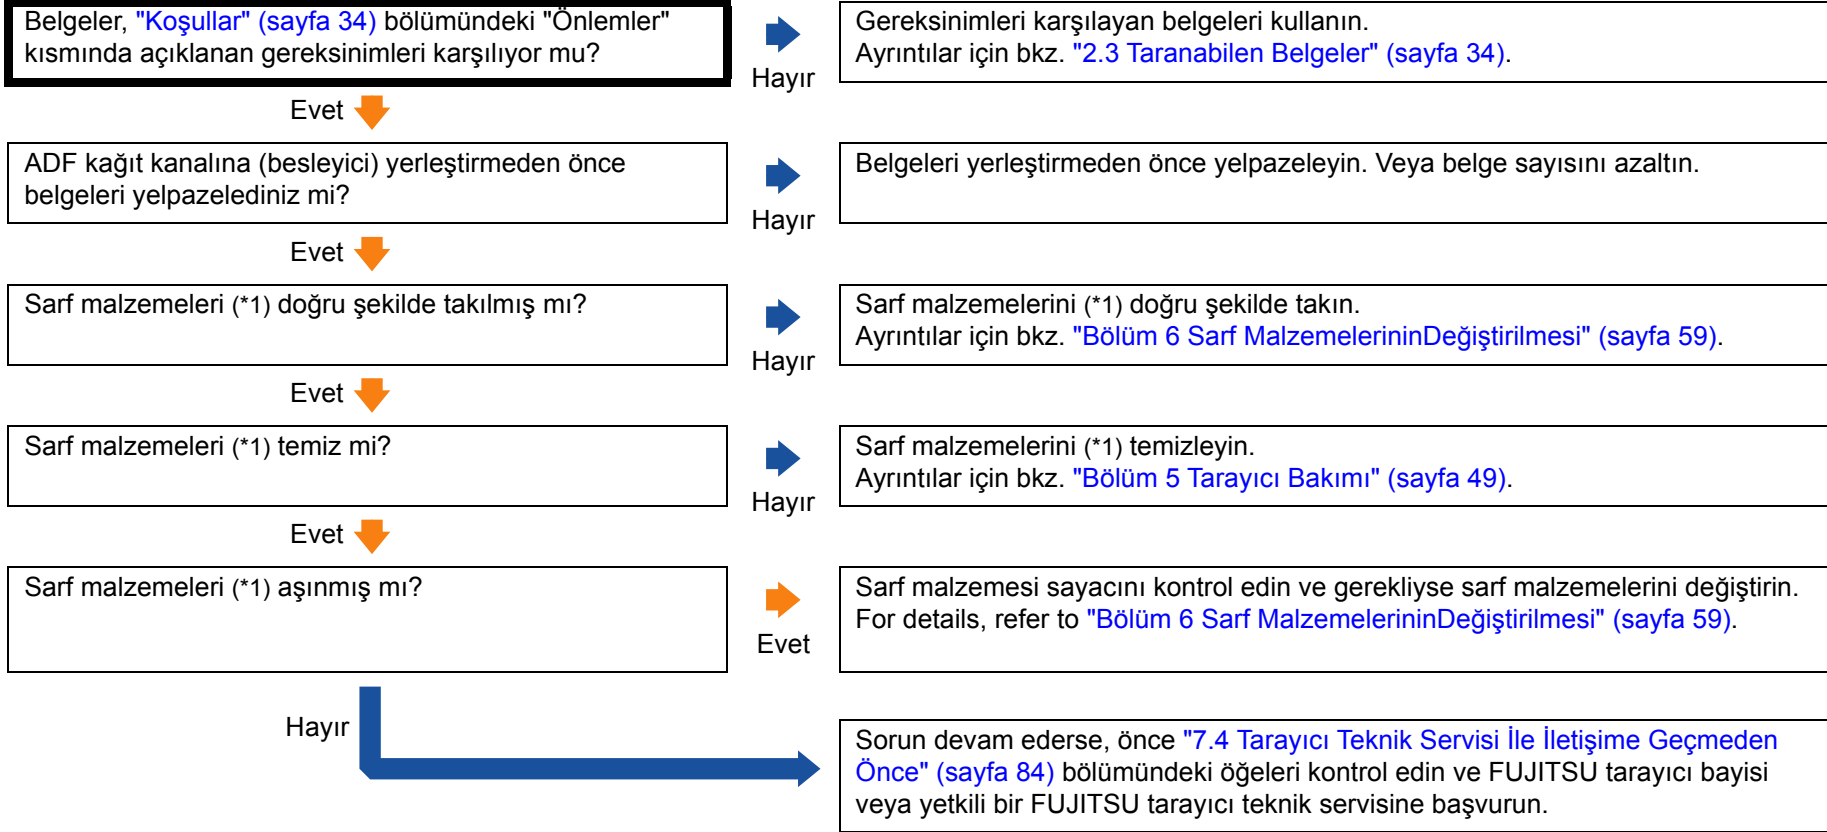 Belgeler, "Koşullar" (sayfa 34) bölümündeki "Önlemler"
kısmında açıklanan gereksinimleri karşılıyor mu?
Hayır
Gereksinimleri karşılayan belgeleri kullanın.
Ayrıntılar için bkz. "2.3 Taranabilen Belgeler" (sayfa 34).
Evet
ADF kağıt kanalına (besleyici) yerleştirmeden önce
belgeleri yelpazelediniz mi?
Hayır
Belgeleri yerleştirmeden önce yelpazeleyin. Veya belge sayısını azaltın.
Evet
Sarf malzemeleri (*1) doğru şekilde takılmış mı?
Hayır
Sarf malzemelerini (*1) doğru şekilde takın.
Ayrıntılar için bkz. "Bölüm 6 Sarf MalzemelerininDeğiştirilmesi" (sayfa 59).
Evet
Sarf malzemeleri (*1) temiz mi?
Hayır
Sarf malzemelerini (*1) temizleyin.
Ayrıntılar için bkz. "Bölüm 5 Tarayıcı Bakımı" (sayfa 49).
Evet
Sarf malzemeleri (*1) aşınmış mı?
Evet
Sarf malzemesi sayacını kontrol edin ve gerekliyse sarf malzemelerini değiştirin.
For details, refer to "Bölüm 6 Sarf MalzemelerininDeğiştirilmesi" (sayfa 59).
Hayır
Sorun devam ederse, önce "7.4 Tarayıcı Teknik Servisi İle İletişime Geçmeden
Önce" (sayfa 84) bölümündeki öğeleri kontrol edin ve FUJITSU tarayıcı bayisi
veya yetkili bir FUJITSU tarayıcı teknik servisine başvurun.